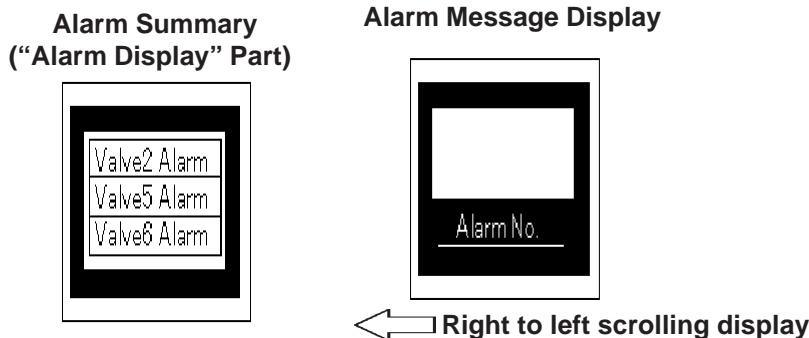 Alarm Summary
(“Alarm Display” Part)
Valve2 Alarm
Valve5 Alarm
Valve6 Alarm
Alarm Message Display
Alarm No.
Right to left scrolling display